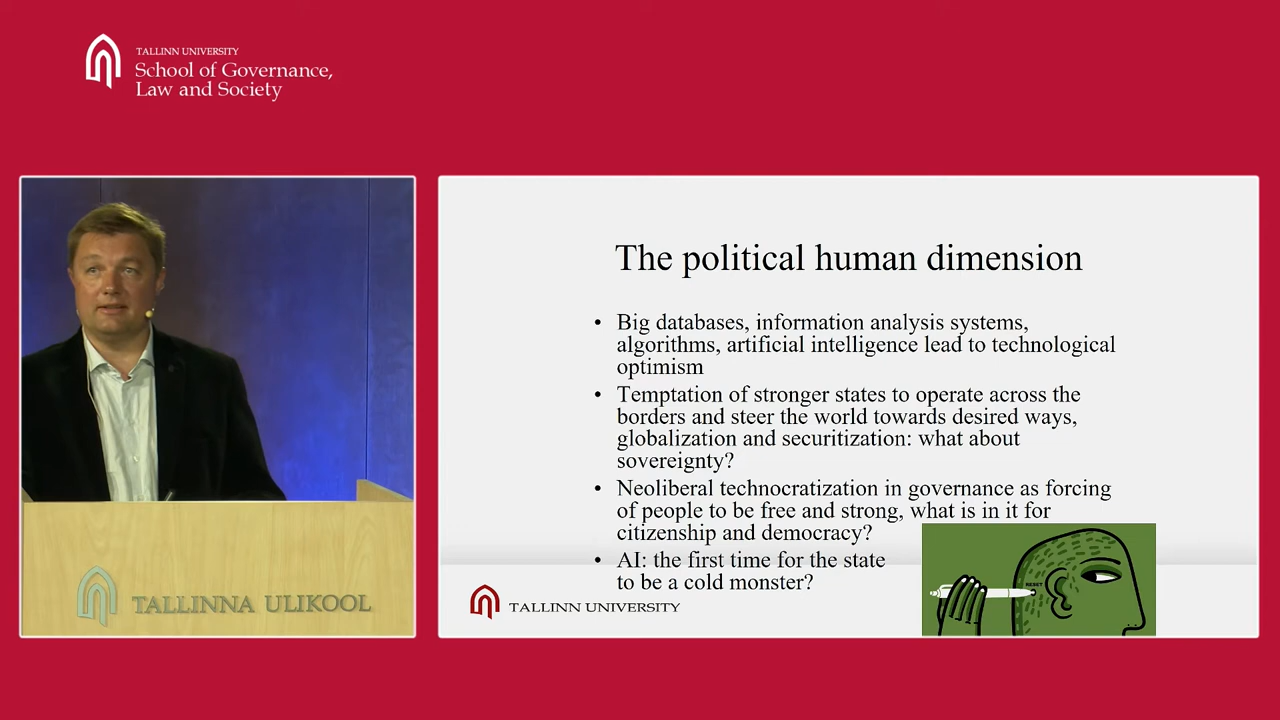 TALLINN UNIVERSITY
School of Governance,
Law and Society
The political human dimension
• Big databases, information analysis systems,
algorithms, artificial intelligence lead to technological
optimism
• Temptation of stronger states to operate across the
borders and steer the world towards desired ways,
globalization and securitization: what about
sovereignty?
• Neoliberal technocratization in governance as forcing
of people to be free and strong, what is in it for
citizenship and democracy?
• AI: the first time for the state
to be a cold monster?
RESET
TALLINN UNIVERSITY
TALLINNA ULIKOOL